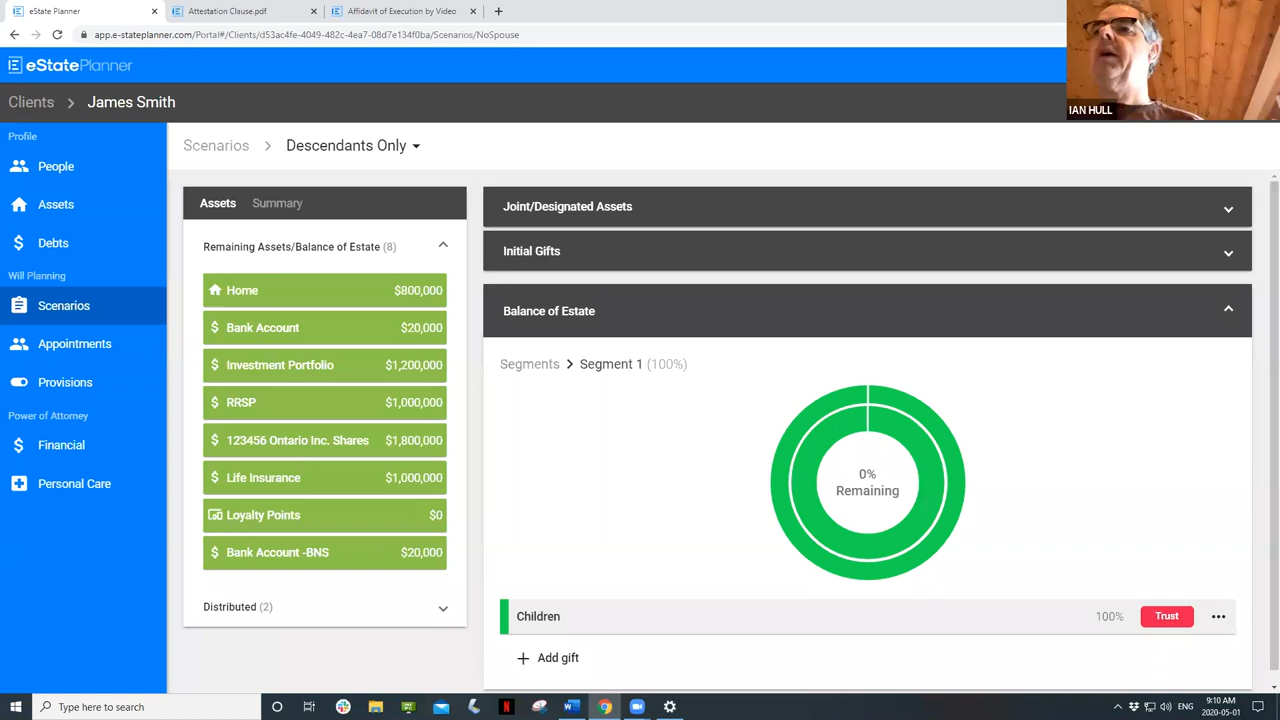 eState Planner
Attestation Clause.pdf
Affidavit of Execution by Video
app.e-stateplanner.com/Portal#/Clients/d53ac4fe-4049-482c-4ea7-08d7e134f0ba/Scenarios/NoSpouse
eStatePlanner
IAN HULL
Clients > James Smith
Profile
People
Assets
Debts
Will Planning
Scenarios
Appointments
Provisions
Power of Attorney
Financial
Personal Care
Scenarios > Descendants Only
Assets Summary
Remaining Assets/Balance of Estate (8)
Home $800,000
Bank Account $20,000
Investment Portfolio $1,200,000
RRSP $1,000,000
123456 Ontario Inc. Shares $1,800,000
Life Insurance $1,000,000
Loyalty Points $0
Bank Account -BNS $20,000
Distributed (2)
Joint/Designated Assets
Initial Gifts
Balance of Estate
Segments > Segment 1 (100%)
0%
Remaining
Children 100% Trust
+ Add gift
Type here to search
ENG
9:10 AM
2020-05-01